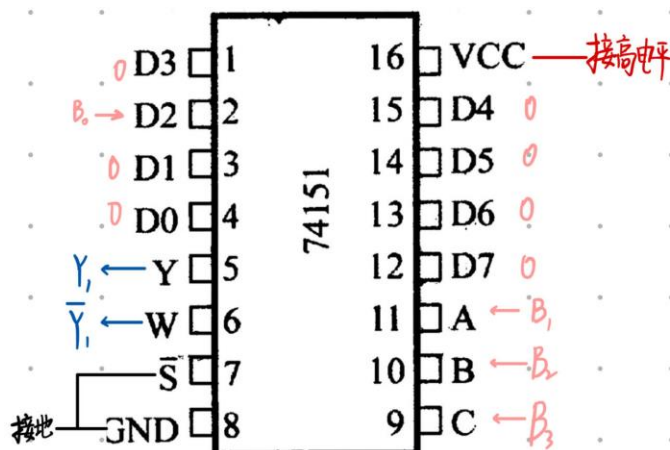 0 D3 1 16 VCC 接高电平
B₀ → D2 2 15 D4 0
0 D1 3 14 D5 0
0 D0 4 13 D6 0
74151
Y₁ ← Y 5 12 D7 0
Y̅₁ ← W 6 11 A ← B₁
S̅ 7 10 B ← B₂
接地 GND 8 9 C ← B₃